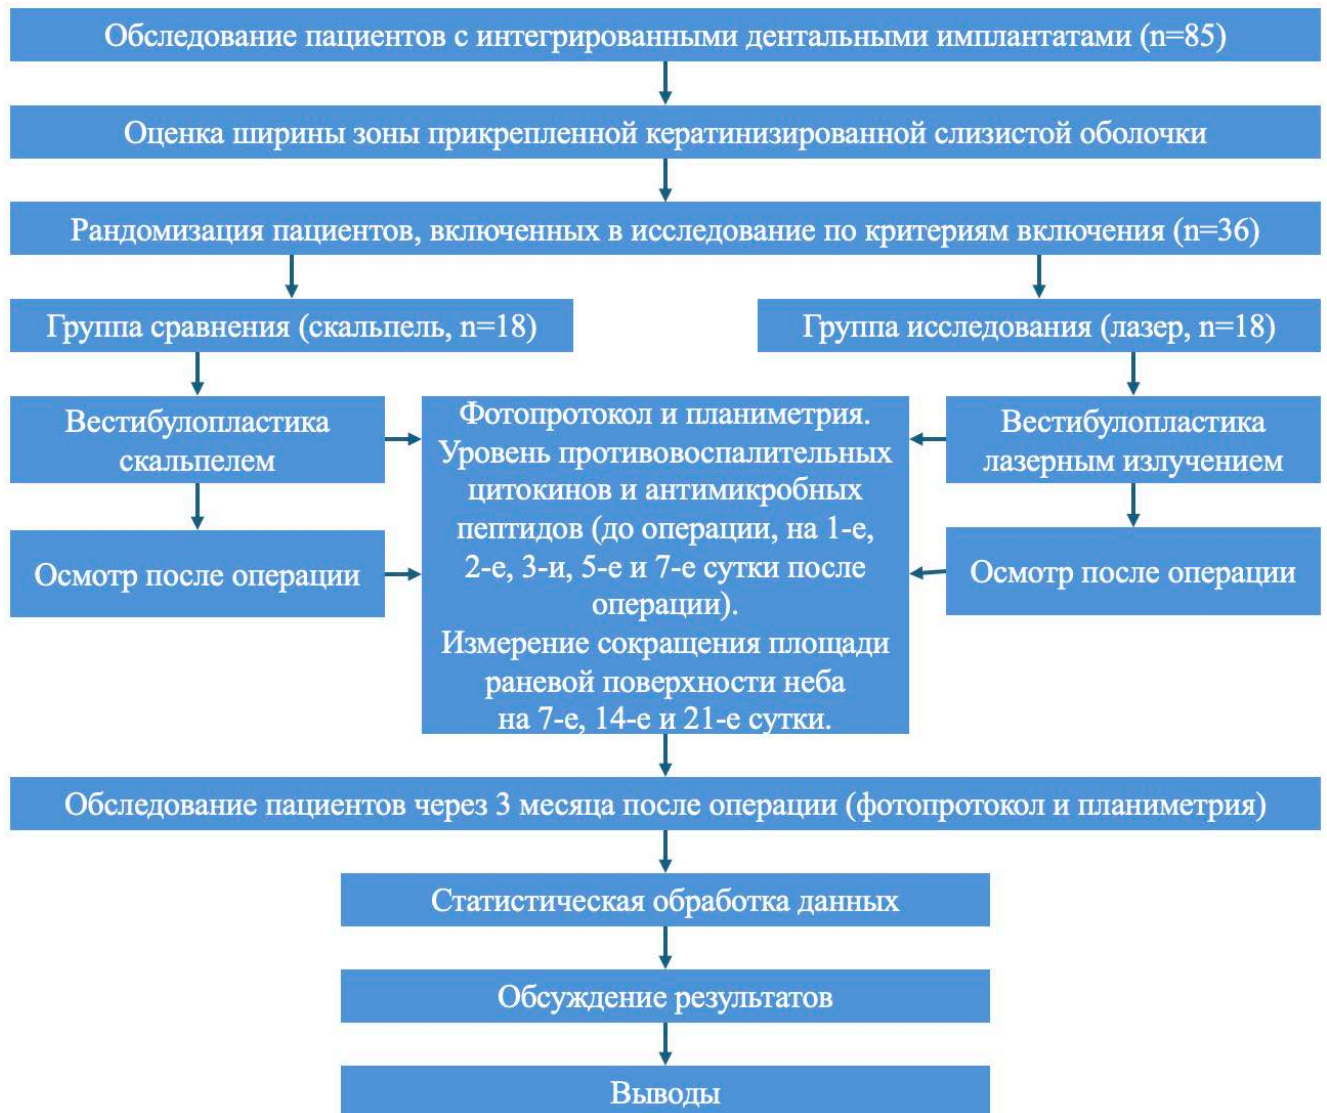 Обследование пациентов с интегрированными дентальными имплантатами (n=85)
Оценка ширины зоны прикрепленной кератинизированной слизистой оболочки
Рандомизация пациентов, включенных в исследование по критериям включения (n=36)
Группа сравнения (скальпель, n=18)
Группа исследования (лазер, n=18)
Вестибулопластика
скальпелем
Фотопротокол и планиметрия.
Уровень противовоспалительных
цитокинов и антимикробных
пептидов (до операции, на 1-е,
2-е, 3-и, 5-е и 7-е сутки после
операции).
Измерение сокращения площади
раневой поверхности неба
на 7-е, 14-е и 21-е сутки.
Вестибулопластика
лазерным излучением
Осмотр после операции
Осмотр после операции
Обследование пациентов через 3 месяца после операции (фотопротокол и планиметрия)
Статистическая обработка данных
Обсуждение результатов
Выводы